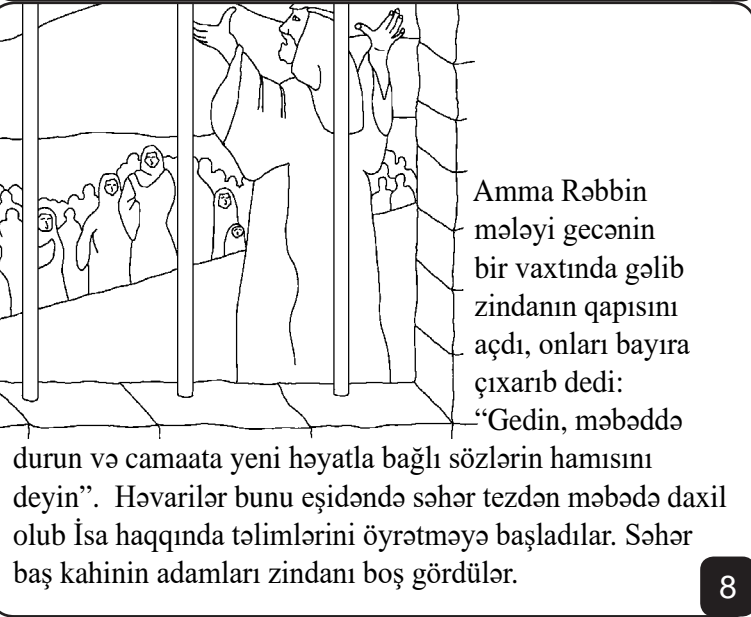 Amma Rəbbin
mələyi gecənin
bir vaxtında gəlib
zindanın qapısını
açdı, onları bayıra
çıxarıb dedi:
“Gedin, məbəddə
durun və camaata yeni həyatla bağlı sözlərin hamısını
deyin”.  Həvarilər bunu eşidəndə səhər tezdən məbədə daxil
olub İsa haqqında təlimlərini öyrətməyə başladılar. Səhər
baş kahinin adamları zindanı boş gördülər.
8